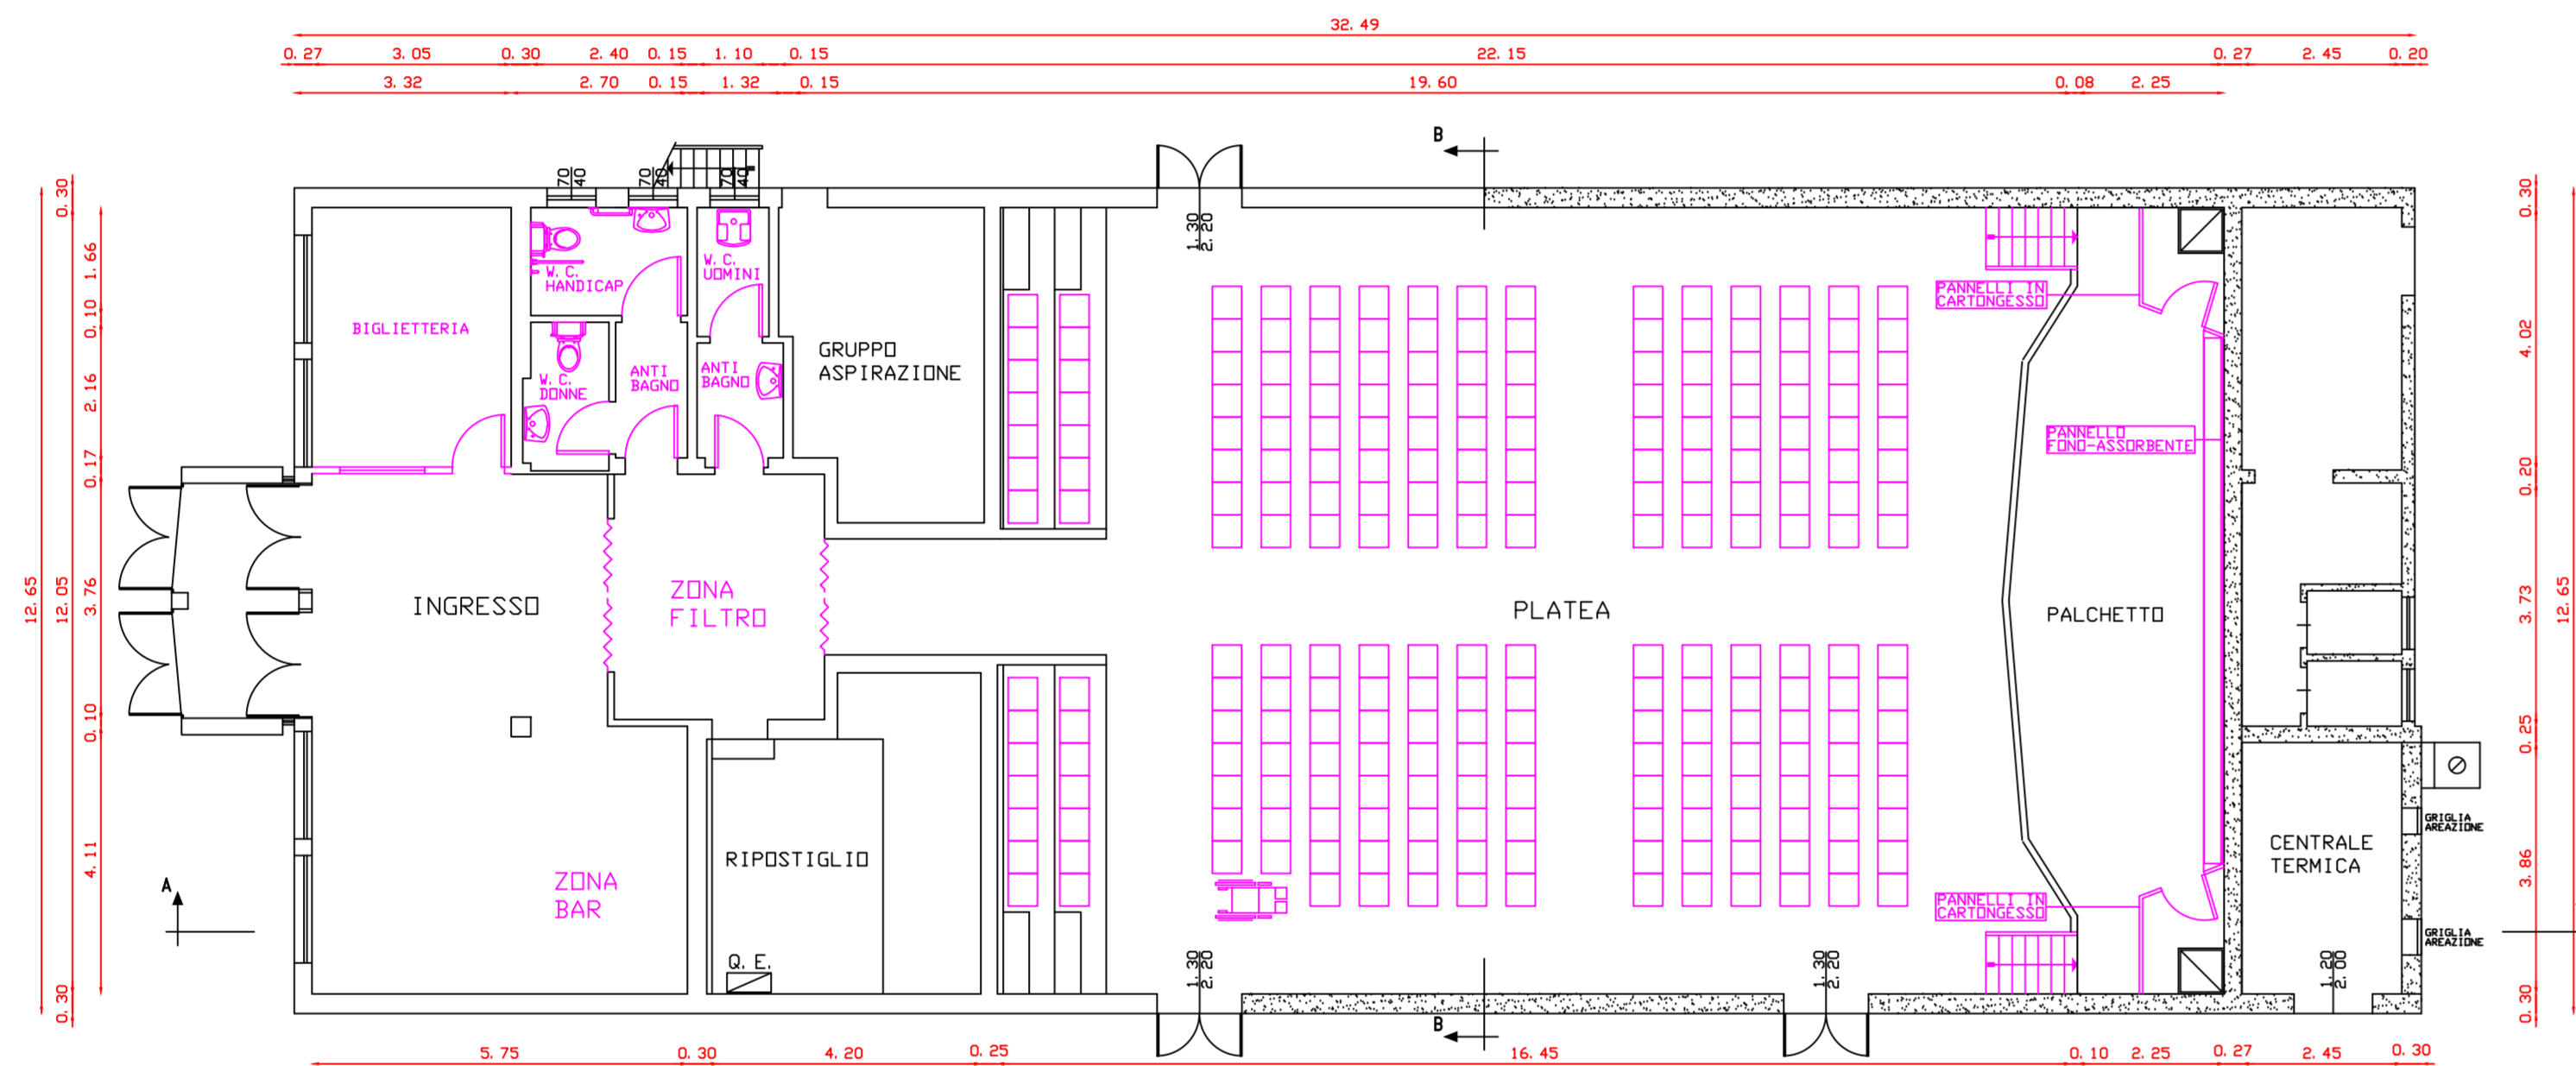 32.49
0.27 3.05 0.30 2.40 0.15 1.10 0.15 22.15 0.27 2.45 0.20
3.32 2.70 0.15 1.32 0.15 19.60 0.08 2.25
B
70 40
70 40
70 40
0.30
1.66
0.10
2.16
0.17
3.76
0.10
4.11
0.30
12.65
12.05
1.30 2.20
W.C.
HANDICAP
W.C.
UOMINI
BIGLIETTERIA
W.C.
DONNE
ANTI
BAGNO
ANTI
BAGNO
GRUPPO
ASPIRAZIONE
PANNELLI IN
CARTONGESSO
PANNELLO
FONO-ASSORBENTE
INGRESSO
ZONA
FILTRO
PLATEA
PALCHETTO
ZONA
BAR
RIPOSTIGLIO
Q.E.
CENTRALE
TERMICA
GRIGLIA
AREAZIONE
GRIGLIA
AREAZIONE
PANNELLI IN
CARTONGESSO
A
1.30 2.20
1.30 2.20
1.20 2.00
B
0.30
4.02
0.20
3.73
0.25
3.86
0.30
12.65
5.75 0.30 4.20 0.25 16.45 0.10 2.25 0.27 2.45 0.30